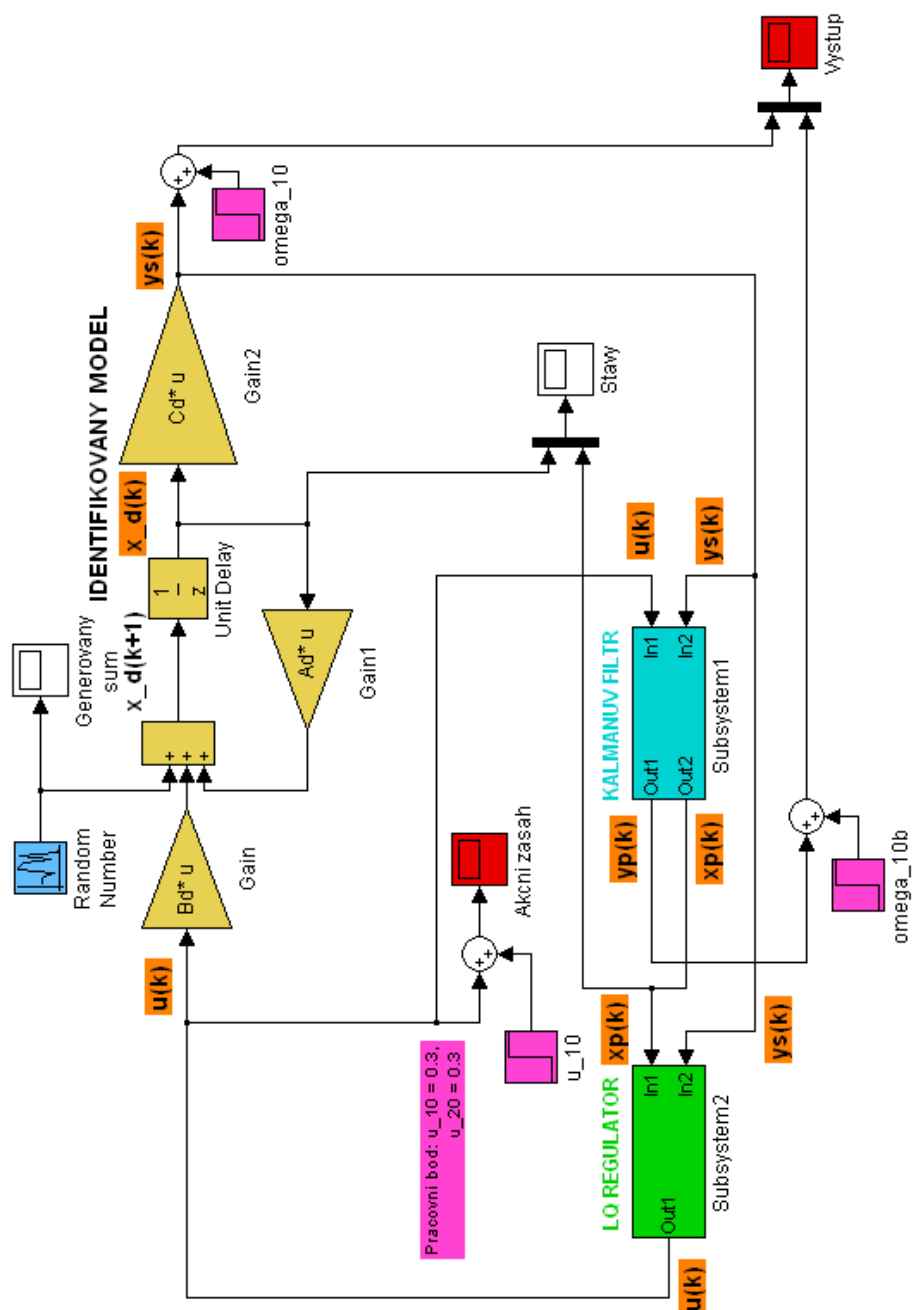 IDENTIFIKOVANY MODEL
Random
Number
Generovany
sum
x_d(k+1)
x_d(k)
ys(k)
u(k)
Bd* u
Gain
+
+
+
1
z
Unit Delay
Cd* u
Gain2
+
+
omega_10
Vystup
Ad* u
Gain1
Stavy
Pracovni bod: u_10 = 0.3,
u_20 = 0.3
+
+
Akcni zasah
u_10
u(k)
ys(k)
KALMANUV FILTR
Out1
Out2
In1
In2
Subsystem1
yp(k)
xp(k)
xp(k)
ys(k)
LQ REGULATOR
Out1
In1
In2
Subsystem2
u(k)
+
+
omega_10b